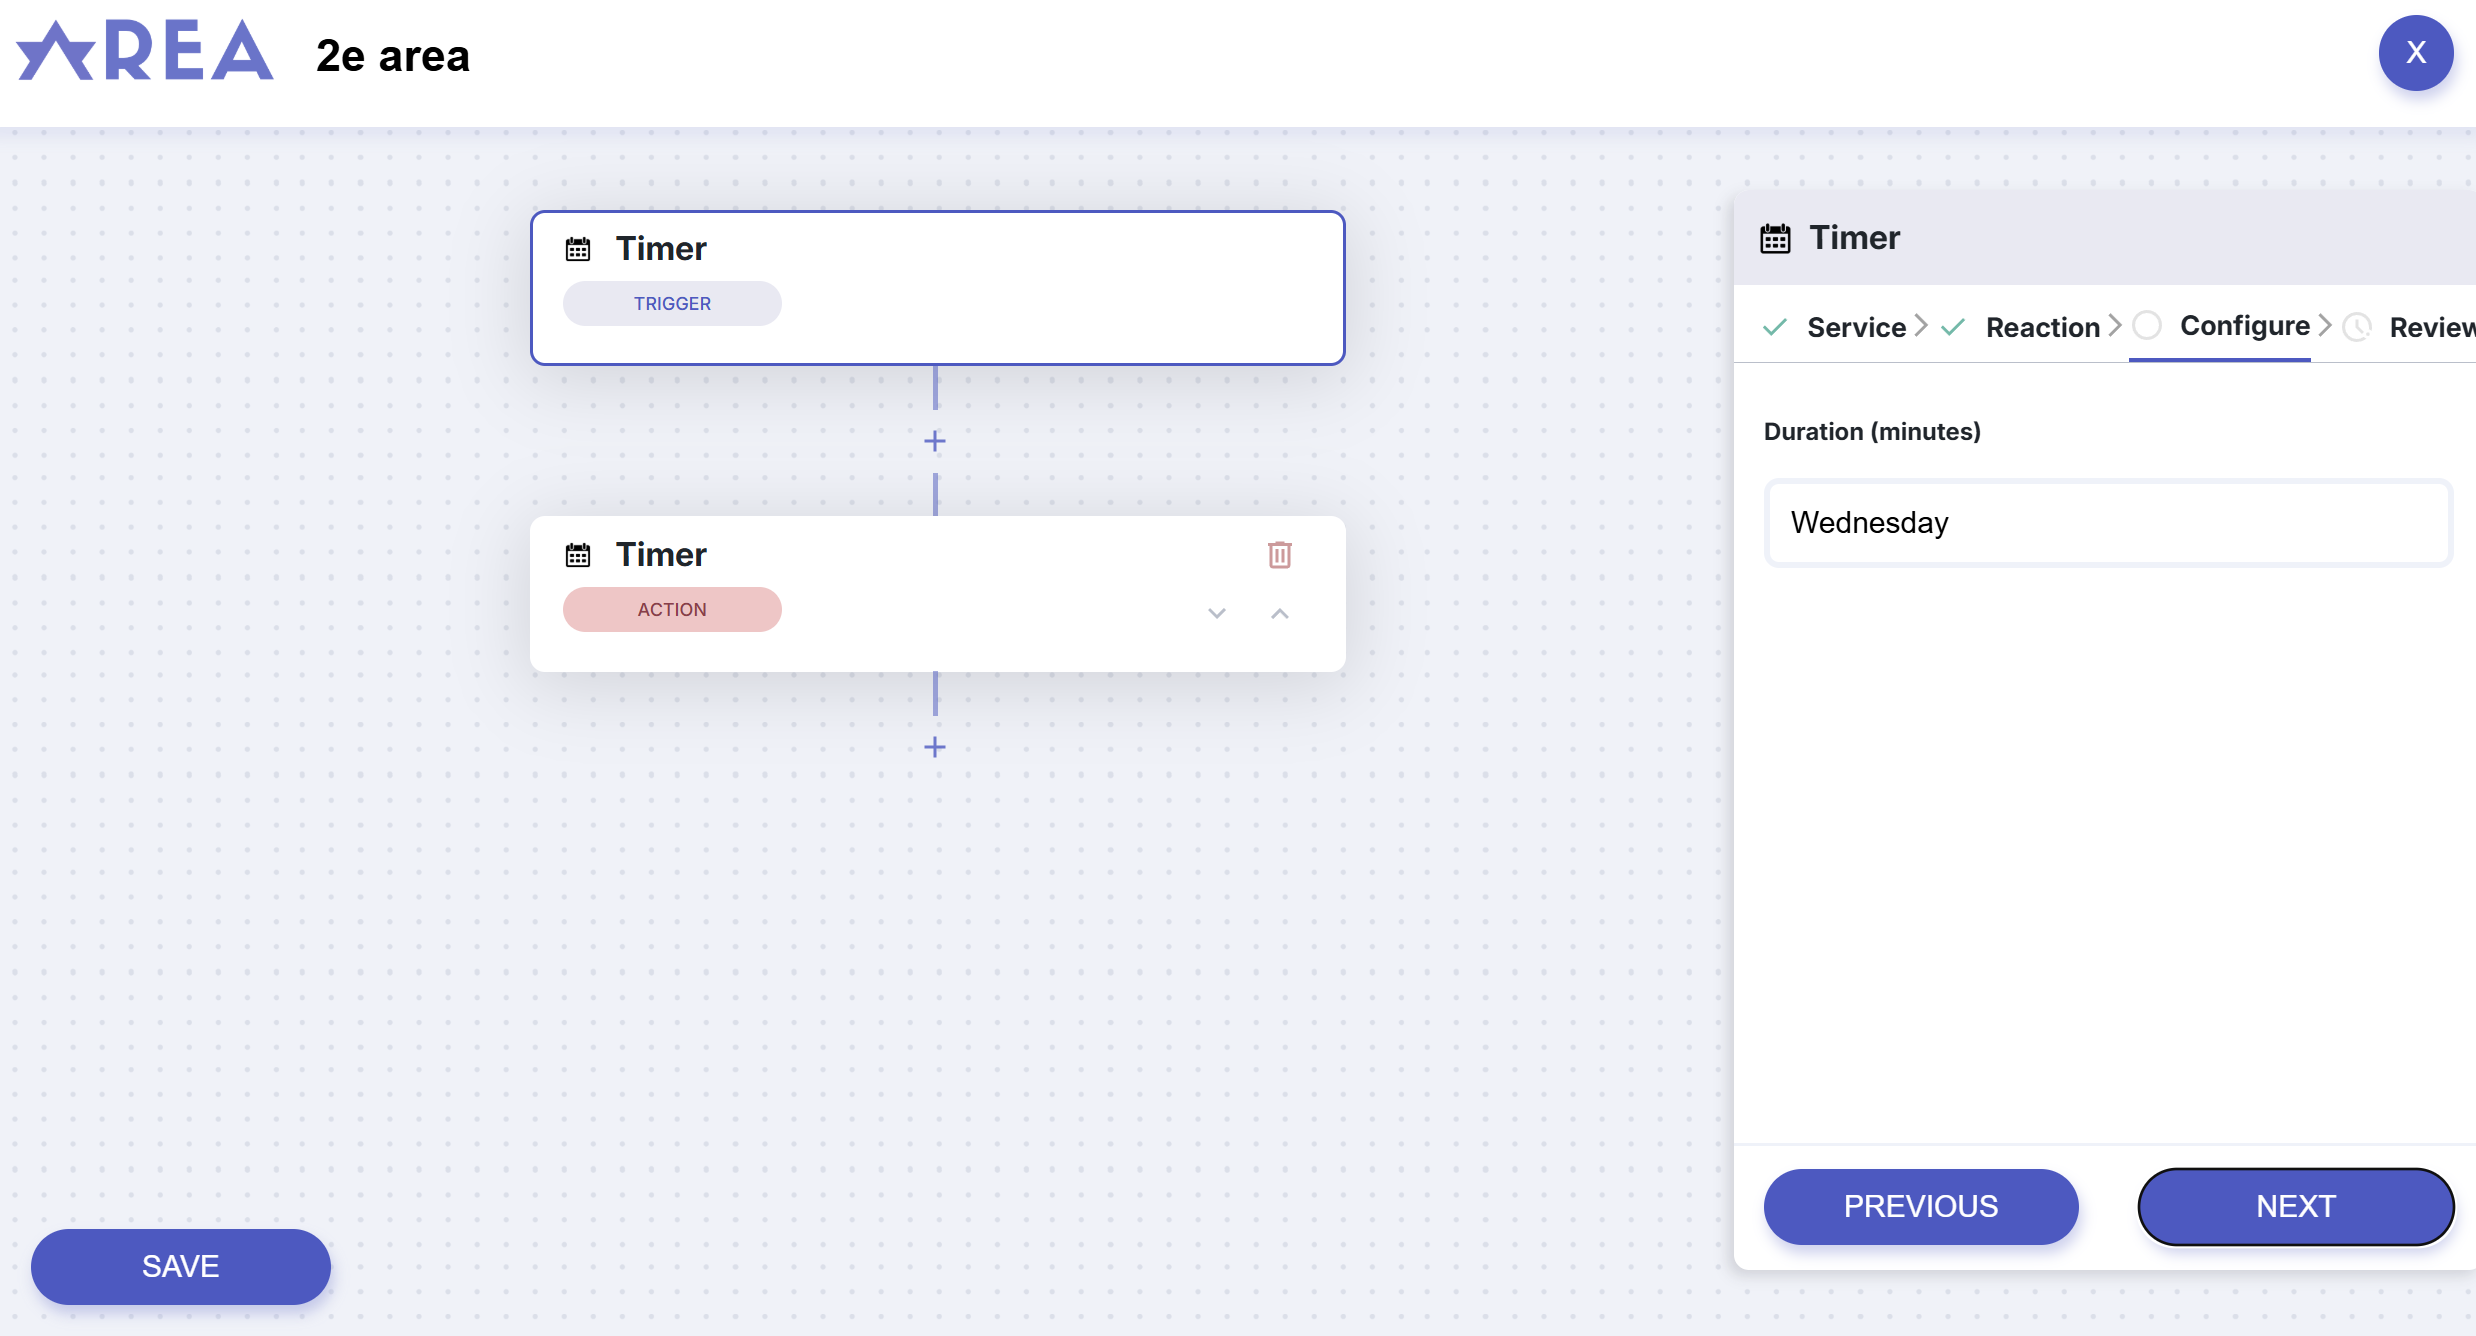 AREA
2e area
X
Timer
TRIGGER
Timer
ACTION
SAVE
Timer
Service
Reaction
Configure
Review
Duration (minutes)
Wednesday
PREVIOUS
NEXT